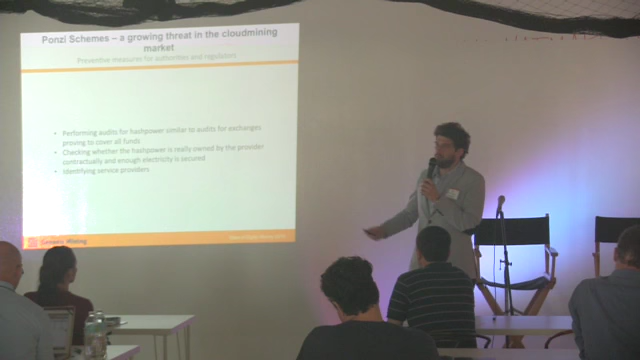 Ponzi Schemes – a growing threat in the cloudmining
market
Preventive measures for authorities and regulators
• Performing audits for hashpower similar to audits for exchanges
proving to cover all funds
• Checking whether the hashpower is really owned by the provider
contractually and enough electricity is secured
• Identifying service providers.
Genesis Mining